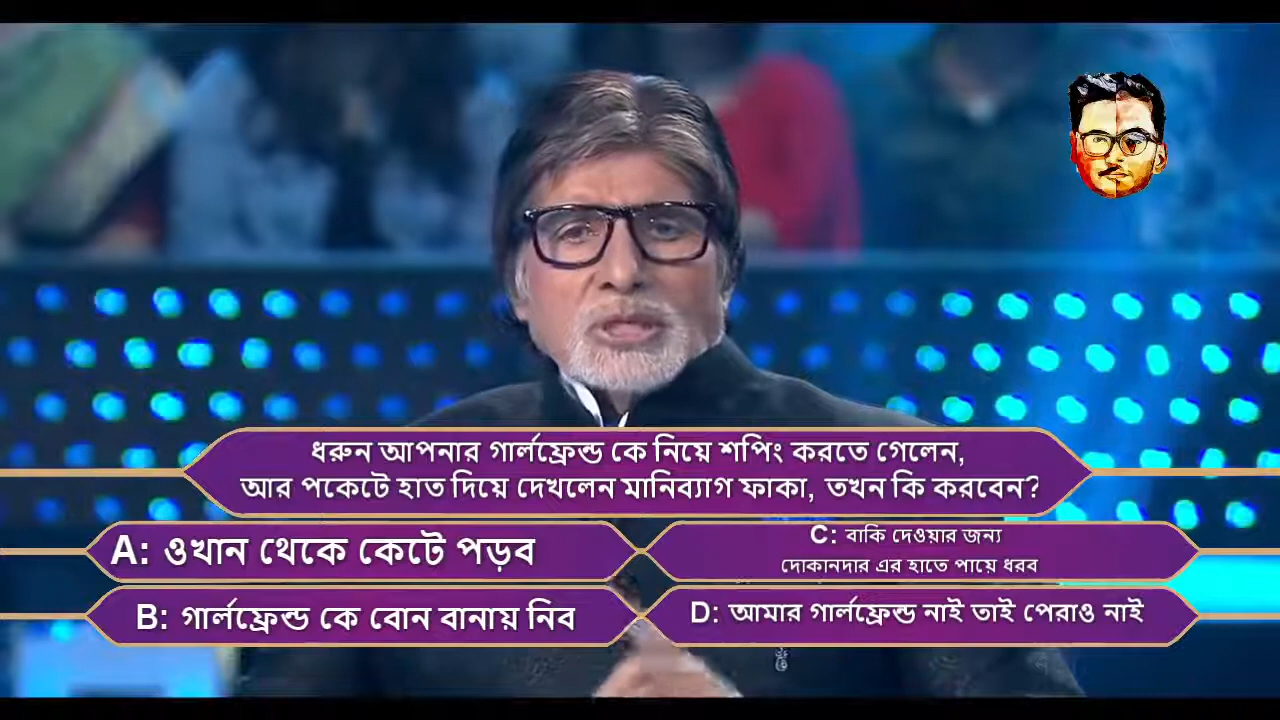 ধরুন আপনার গার্লফ্রেন্ড কে নিয়ে শপিং করতে গেলেন,
আর পকেটে হাত দিয়ে দেখলেন মানিব্যাগ ফাকা, তখন কি করবেন?
A: ওখান থেকে কেটে পড়ব
C: বাকি দেওয়ার জন্য
দোকানদার এর হাতে পায়ে ধরব
B: গার্লফ্রেন্ড কে বোন বানায় নিব
D: আমার গার্লফ্রেন্ড নাই তাই পেরাও নাই